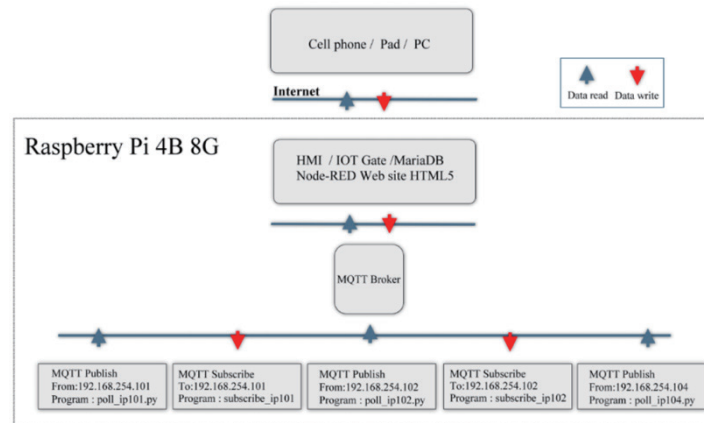 Cell phone / Pad / PC
Internet
Data read
Data write
Raspberry Pi 4B 8G
HMI / IOT Gate /MariaDB
Node-RED Web site HTML5
MQTT Broker
MQTT Publish
From:192.168.254.101
Program : poll_ip101.py
MQTT Subscribe
To:192.168.254.101
Program : subscribe_ip101
MQTT Publish
From:192.168.254.102
Program : poll_ip102.py
MQTT Subscribe
To:192.168.254.102
Program : subscribe_ip102
MQTT Publish
From:192.168.254.104
Program : poll_ip104.py